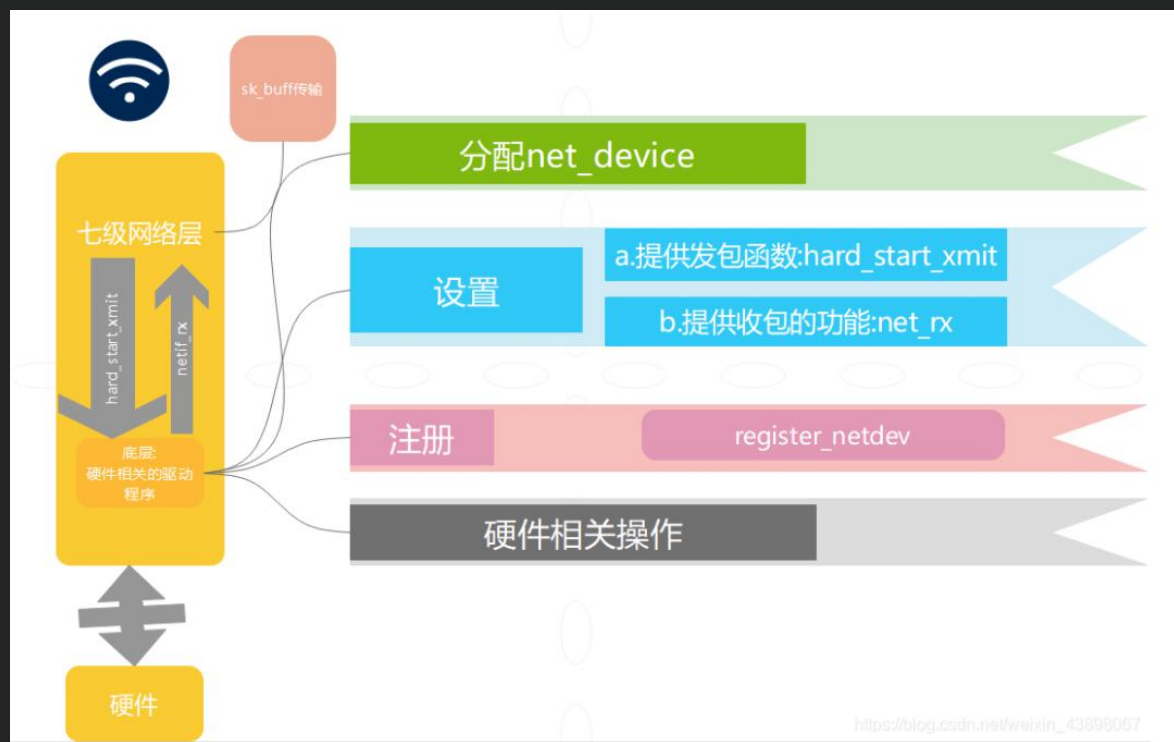 sk_buff传输
分配net_device
七级网络层
a.提供发包函数:hard_start_xmit
设置
b.提供收包的功能:net_rx
hard_start_xmit
netif_rx
注册
register_netdev
底层:
硬件相关的驱动
程序
硬件相关操作
硬件
https://blog.csdn.net/weixin_43898067